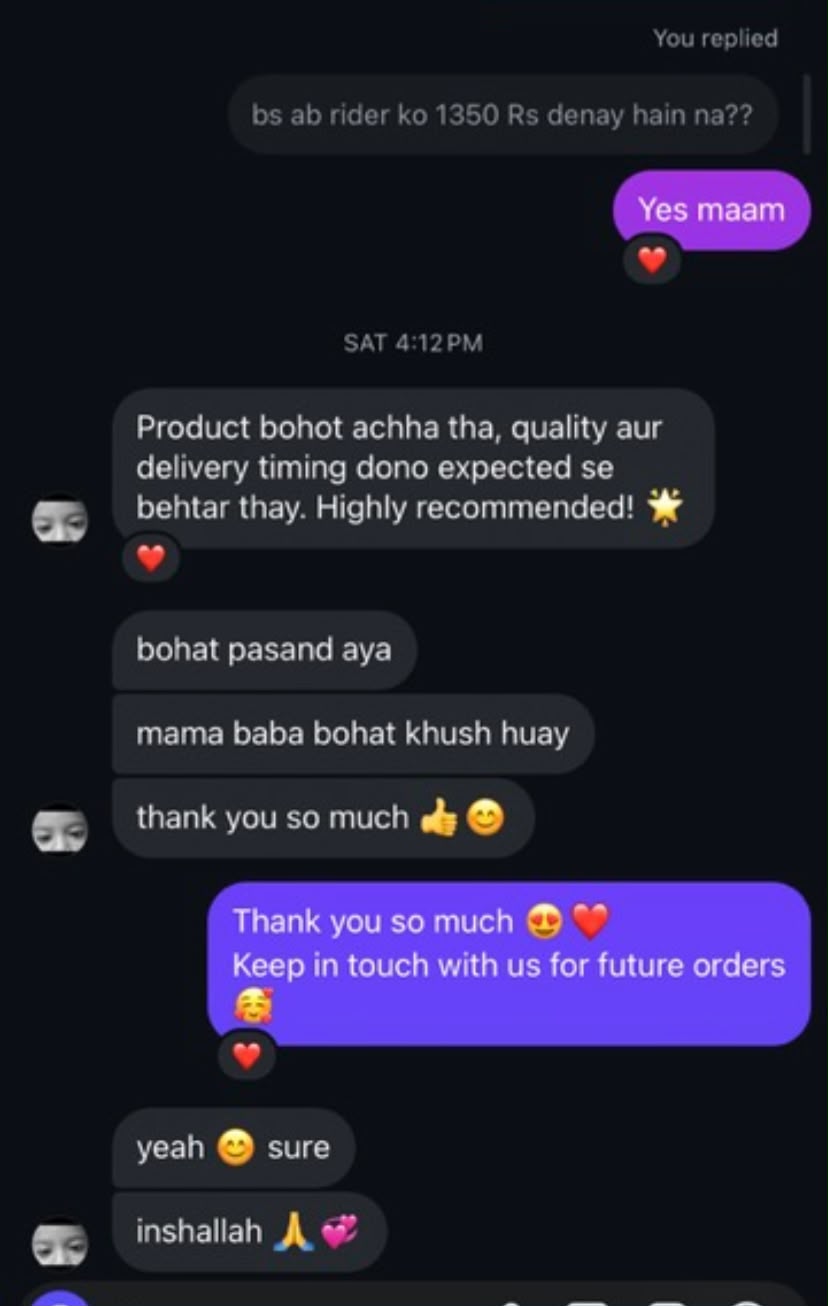 You replied
bs ab rider ko 1350 Rs denay hain na??
Yes maam
SAT 4:12 PM
Product bohot achha tha, quality aur
delivery timing dono expected se
behtar thay. Highly recommended! 🌟
bohat pasand aya
mama baba bohat khush huay
thank you so much 👍😊
Thank you so much 😍❤️
Keep in touch with us for future orders
🥰
yeah 😊 sure
inshallah 🙏💞